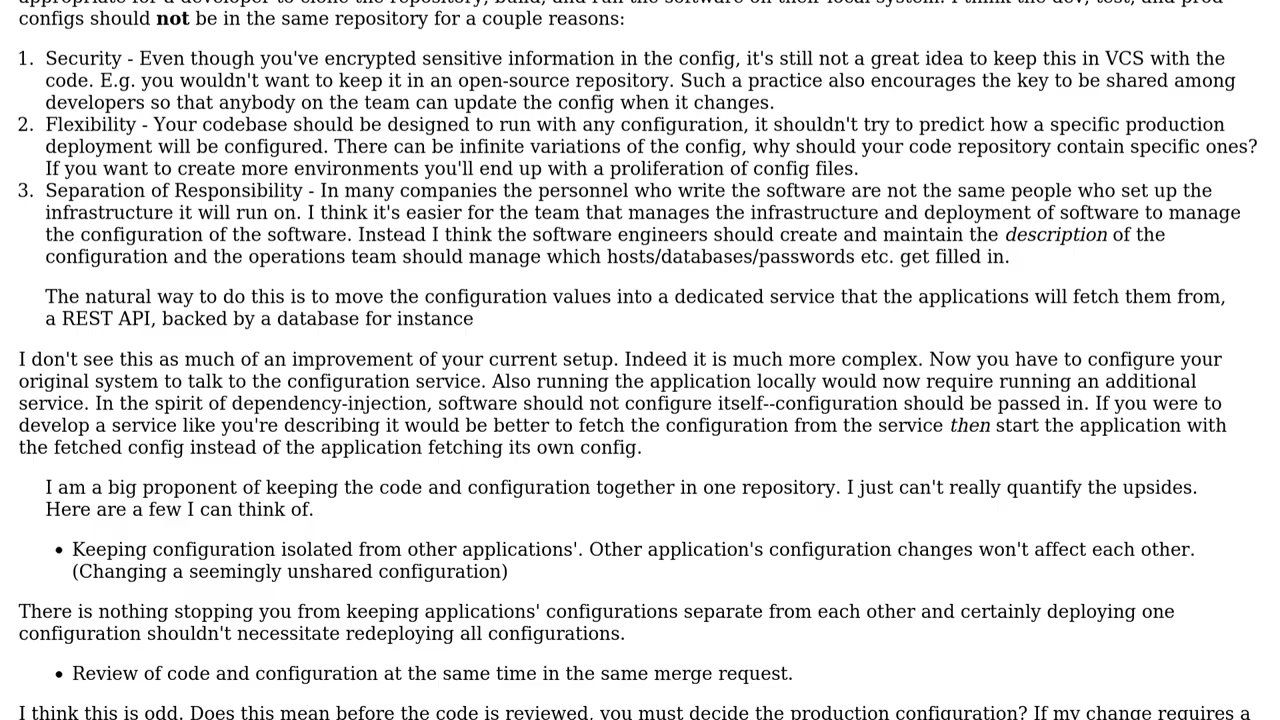 appropriate for a developer to clone the repository, build, and run the software on their local system. I think the dev, test, and prod
configs should not be in the same repository for a couple reasons:
1. Security - Even though you've encrypted sensitive information in the config, it's still not a great idea to keep this in VCS with the
code. E.g. you wouldn't want to keep it in an open-source repository. Such a practice also encourages the key to be shared among
developers so that anybody on the team can update the config when it changes.
2. Flexibility - Your codebase should be designed to run with any configuration, it shouldn't try to predict how a specific production
deployment will be configured. There can be infinite variations of the config, why should your code repository contain specific ones?
If you want to create more environments you'll end up with a proliferation of config files.
3. Separation of Responsibility - In many companies the personnel who write the software are not the same people who set up the
infrastructure it will run on. I think it's easier for the team that manages the infrastructure and deployment of software to manage
the configuration of the software. Instead I think the software engineers should create and maintain the description of the
configuration and the operations team should manage which hosts/databases/passwords etc. get filled in.
The natural way to do this is to move the configuration values into a dedicated service that the applications will fetch them from,
a REST API, backed by a database for instance
I don't see this as much of an improvement of your current setup. Indeed it is much more complex. Now you have to configure your
original system to talk to the configuration service. Also running the application locally would now require running an additional
service. In the spirit of dependency-injection, software should not configure itself--configuration should be passed in. If you were to
develop a service like you're describing it would be better to fetch the configuration from the service then start the application with
the fetched config instead of the application fetching its own config.
I am a big proponent of keeping the code and configuration together in one repository. I just can't really quantify the upsides.
Here are a few I can think of.
• Keeping configuration isolated from other applications'. Other application's configuration changes won't affect each other.
(Changing a seemingly unshared configuration)
There is nothing stopping you from keeping applications' configurations separate from each other and certainly deploying one
configuration shouldn't necessitate redeploying all configurations.
• Review of code and configuration at the same time in the same merge request.
I think this is odd. Does this mean before the code is reviewed, you must decide the production configuration? If my change requires a